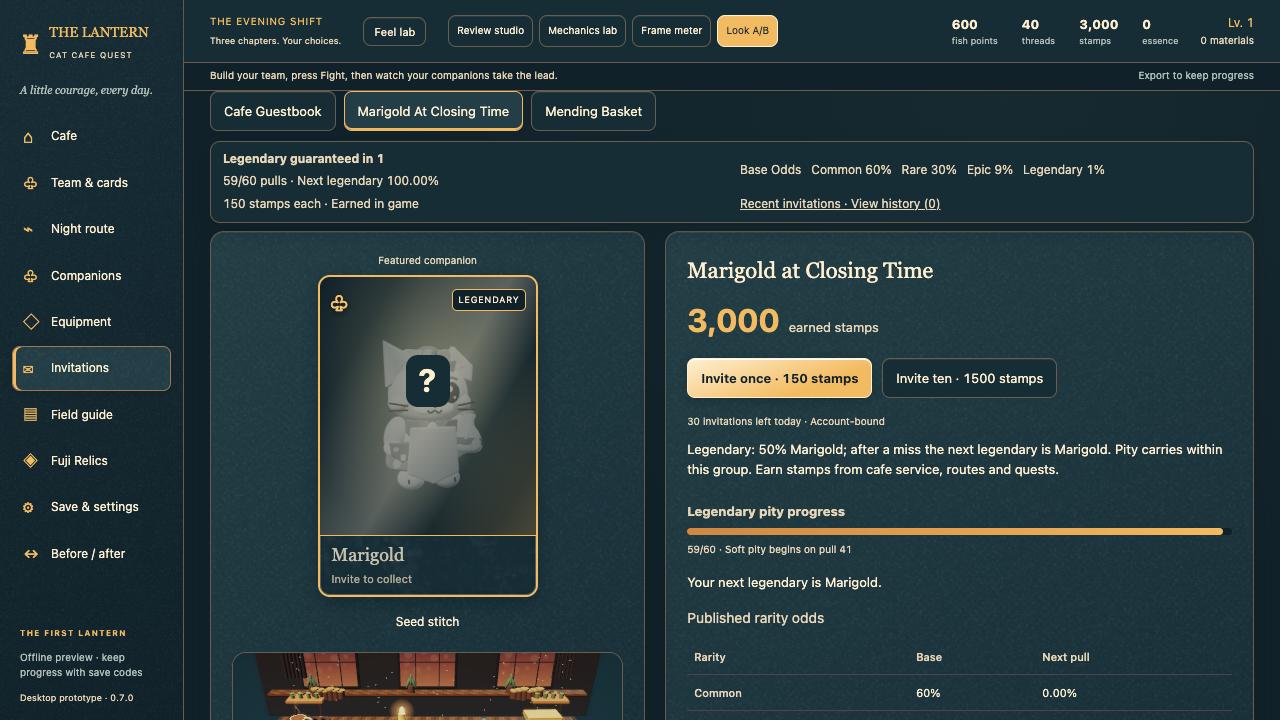 THE LANTERN
CAT CAFE QUEST
A little courage, every day.
Cafe
Team & cards
Night route
Companions
Equipment
Invitations
Field guide
Fuji Relics
Save & settings
Before / after
THE FIRST LANTERN
Offline preview · keep
progress with save codes
Desktop prototype · 0.7.0
THE EVENING SHIFT
Three chapters. Your choices.
Feel lab
Review studio
Mechanics lab
Frame meter
Look A/B
600
fish points
40
threads
3,000
stamps
0
essence
Lv. 1
0 materials
Build your team, press Fight, then watch your companions take the lead.
Export to keep progress
Cafe Guestbook
Marigold At Closing Time
Mending Basket
Legendary guaranteed in 1
59/60 pulls · Next legendary 100.00%
150 stamps each · Earned in game
Base Odds Common 60% Rare 30% Epic 9% Legendary 1%
Recent invitations · View history (0)
Featured companion
LEGENDARY
?
Marigold
Invite to collect
Seed stitch
Marigold at Closing Time
3,000 earned stamps
Invite once · 150 stamps
Invite ten · 1500 stamps
30 invitations left today · Account-bound
Legendary: 50% Marigold; after a miss the next legendary is Marigold. Pity carries within
this group. Earn stamps from cafe service, routes and quests.
Legendary pity progress
59/60 · Soft pity begins on pull 41
Your next legendary is Marigold.
Published rarity odds
Rarity Base Next pull
Common 60% 0.00%